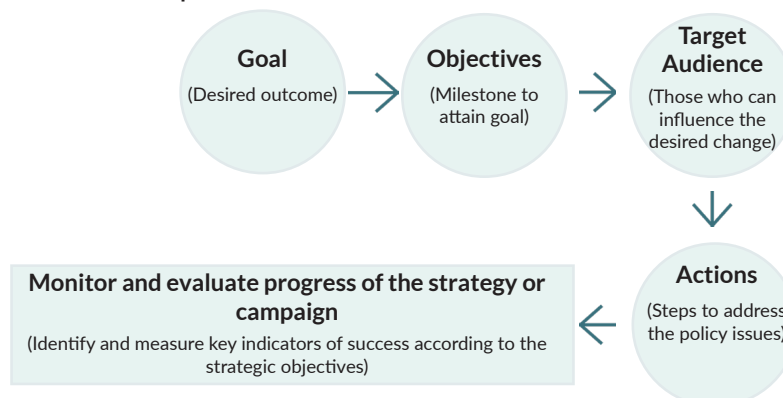 Goal
(Desired outcome)
Objectives
(Milestone to
attain goal)
Target
Audience
(Those who can
influence the
desired change)
Actions
(Steps to address
the policy issues)
Monitor and evaluate progress of the strategy or
campaign
(Identify and measure key indicators of success according to the
strategic objectives)